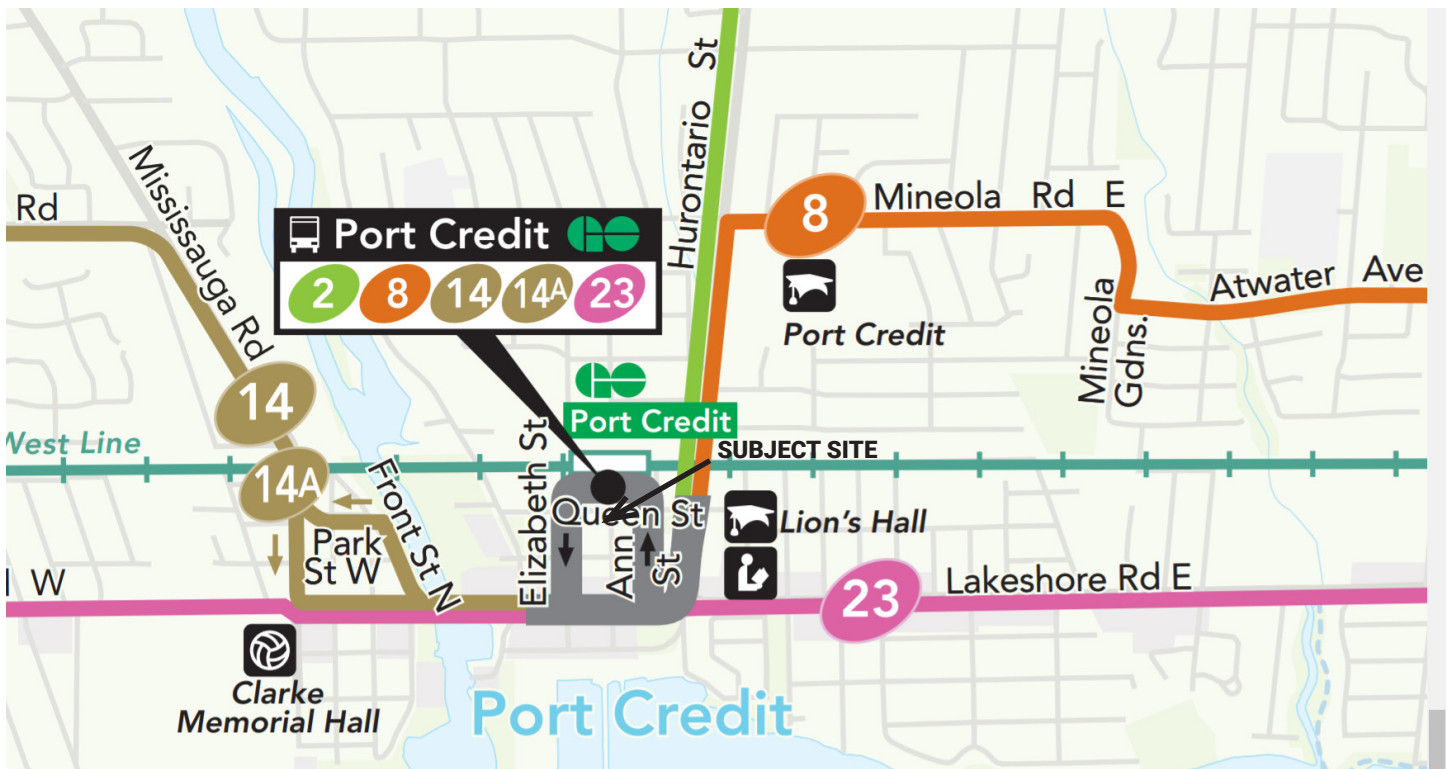 Rd
Mississauga Rd
Hurontario St
Port Credit GO
2 8 14 14A 23
8
Mineola Rd E
Port Credit
Mineola
Gdns.
Atwater Ave
14
GO
Port Credit
West Line
SUBJECT SITE
14A
Front St N
Park
St W
Elizabeth St
Queen St
Ann
St
Lion's Hall
W
23
Lakeshore Rd E
Clarke
Memorial Hall
Port Credit